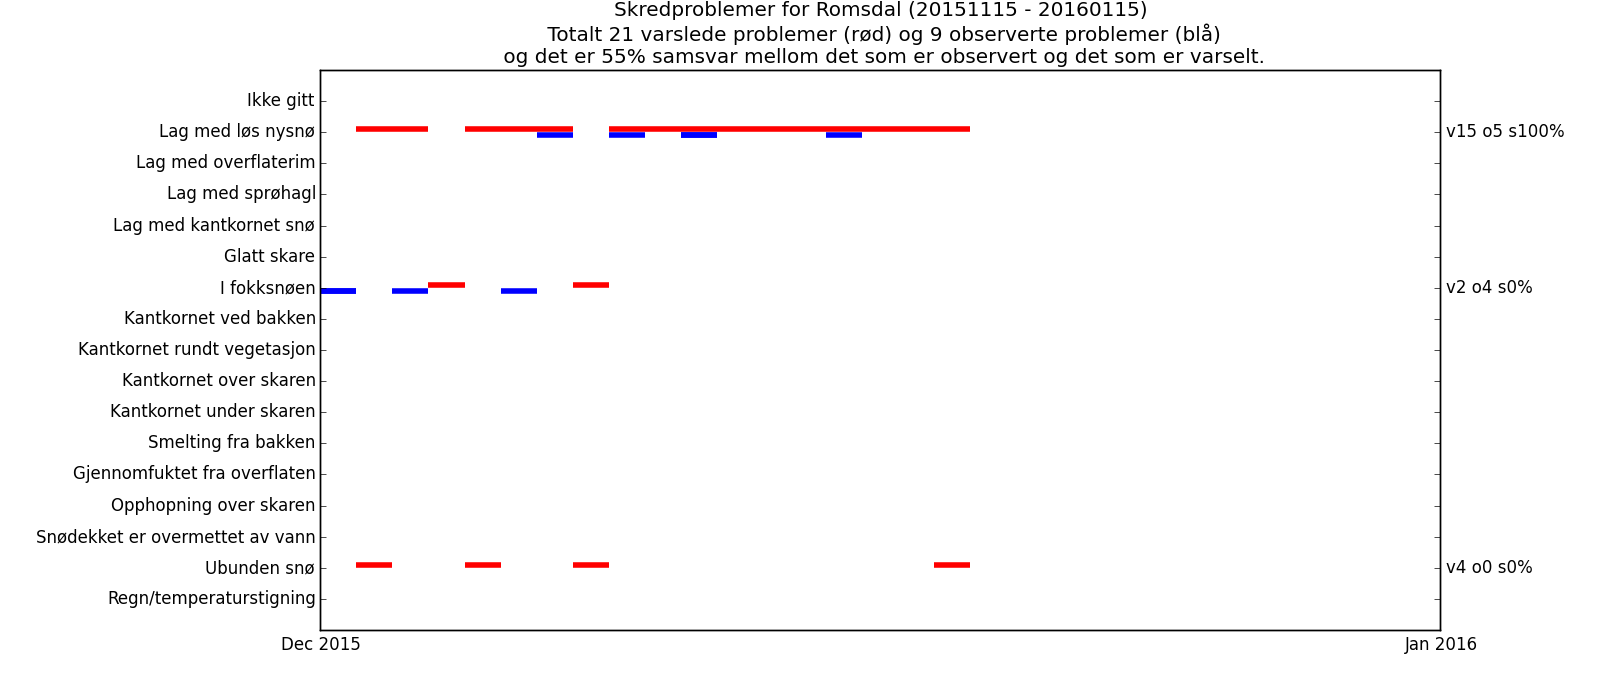 Skredproblemer for Romsdal (20151115 - 20160115)
Totalt 21 varslede problemer (rød) og 9 observerte problemer (blå)
og det er 55% samsvar mellom det som er observert og det som er varselt.
Ikke gitt
Lag med løs nysnø v15 o5 s100%
Lag med overflaterim
Lag med sprøhagl
Lag med kantkornet snø
Glatt skare
I fokksnøen v2 o4 s0%
Kantkornet ved bakken
Kantkornet rundt vegetasjon
Kantkornet over skaren
Kantkornet under skaren
Smelting fra bakken
Gjennomfuktet fra overflaten
Opphopning over skaren
Snødekket er overmettet av vann
Ubunden snø v4 o0 s0%
Regn/temperaturstigning
Dec 2015 Jan 2016